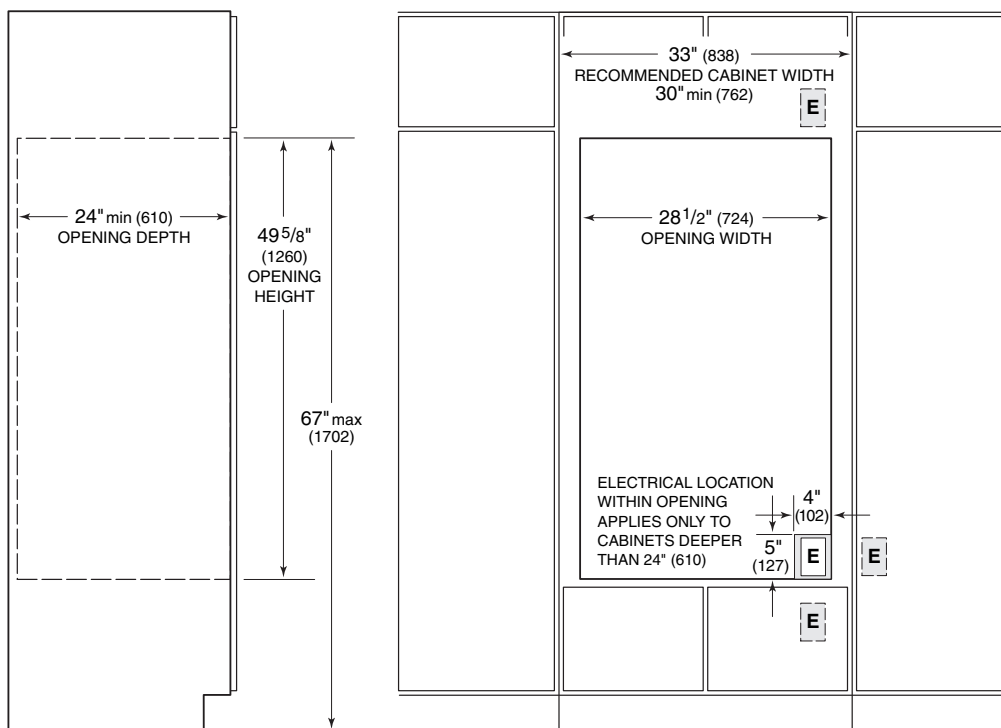 24" min (610)
OPENING DEPTH
49 5/8"
(1260)
OPENING
HEIGHT
67" max
(1702)
33" (838)
RECOMMENDED CABINET WIDTH
30" min (762)
E
28 1/2" (724)
OPENING WIDTH
ELECTRICAL LOCATION
WITHIN OPENING
APPLIES ONLY TO
CABINETS DEEPER
THAN 24" (610)
4"
(102)
5"
(127)
E
E
E